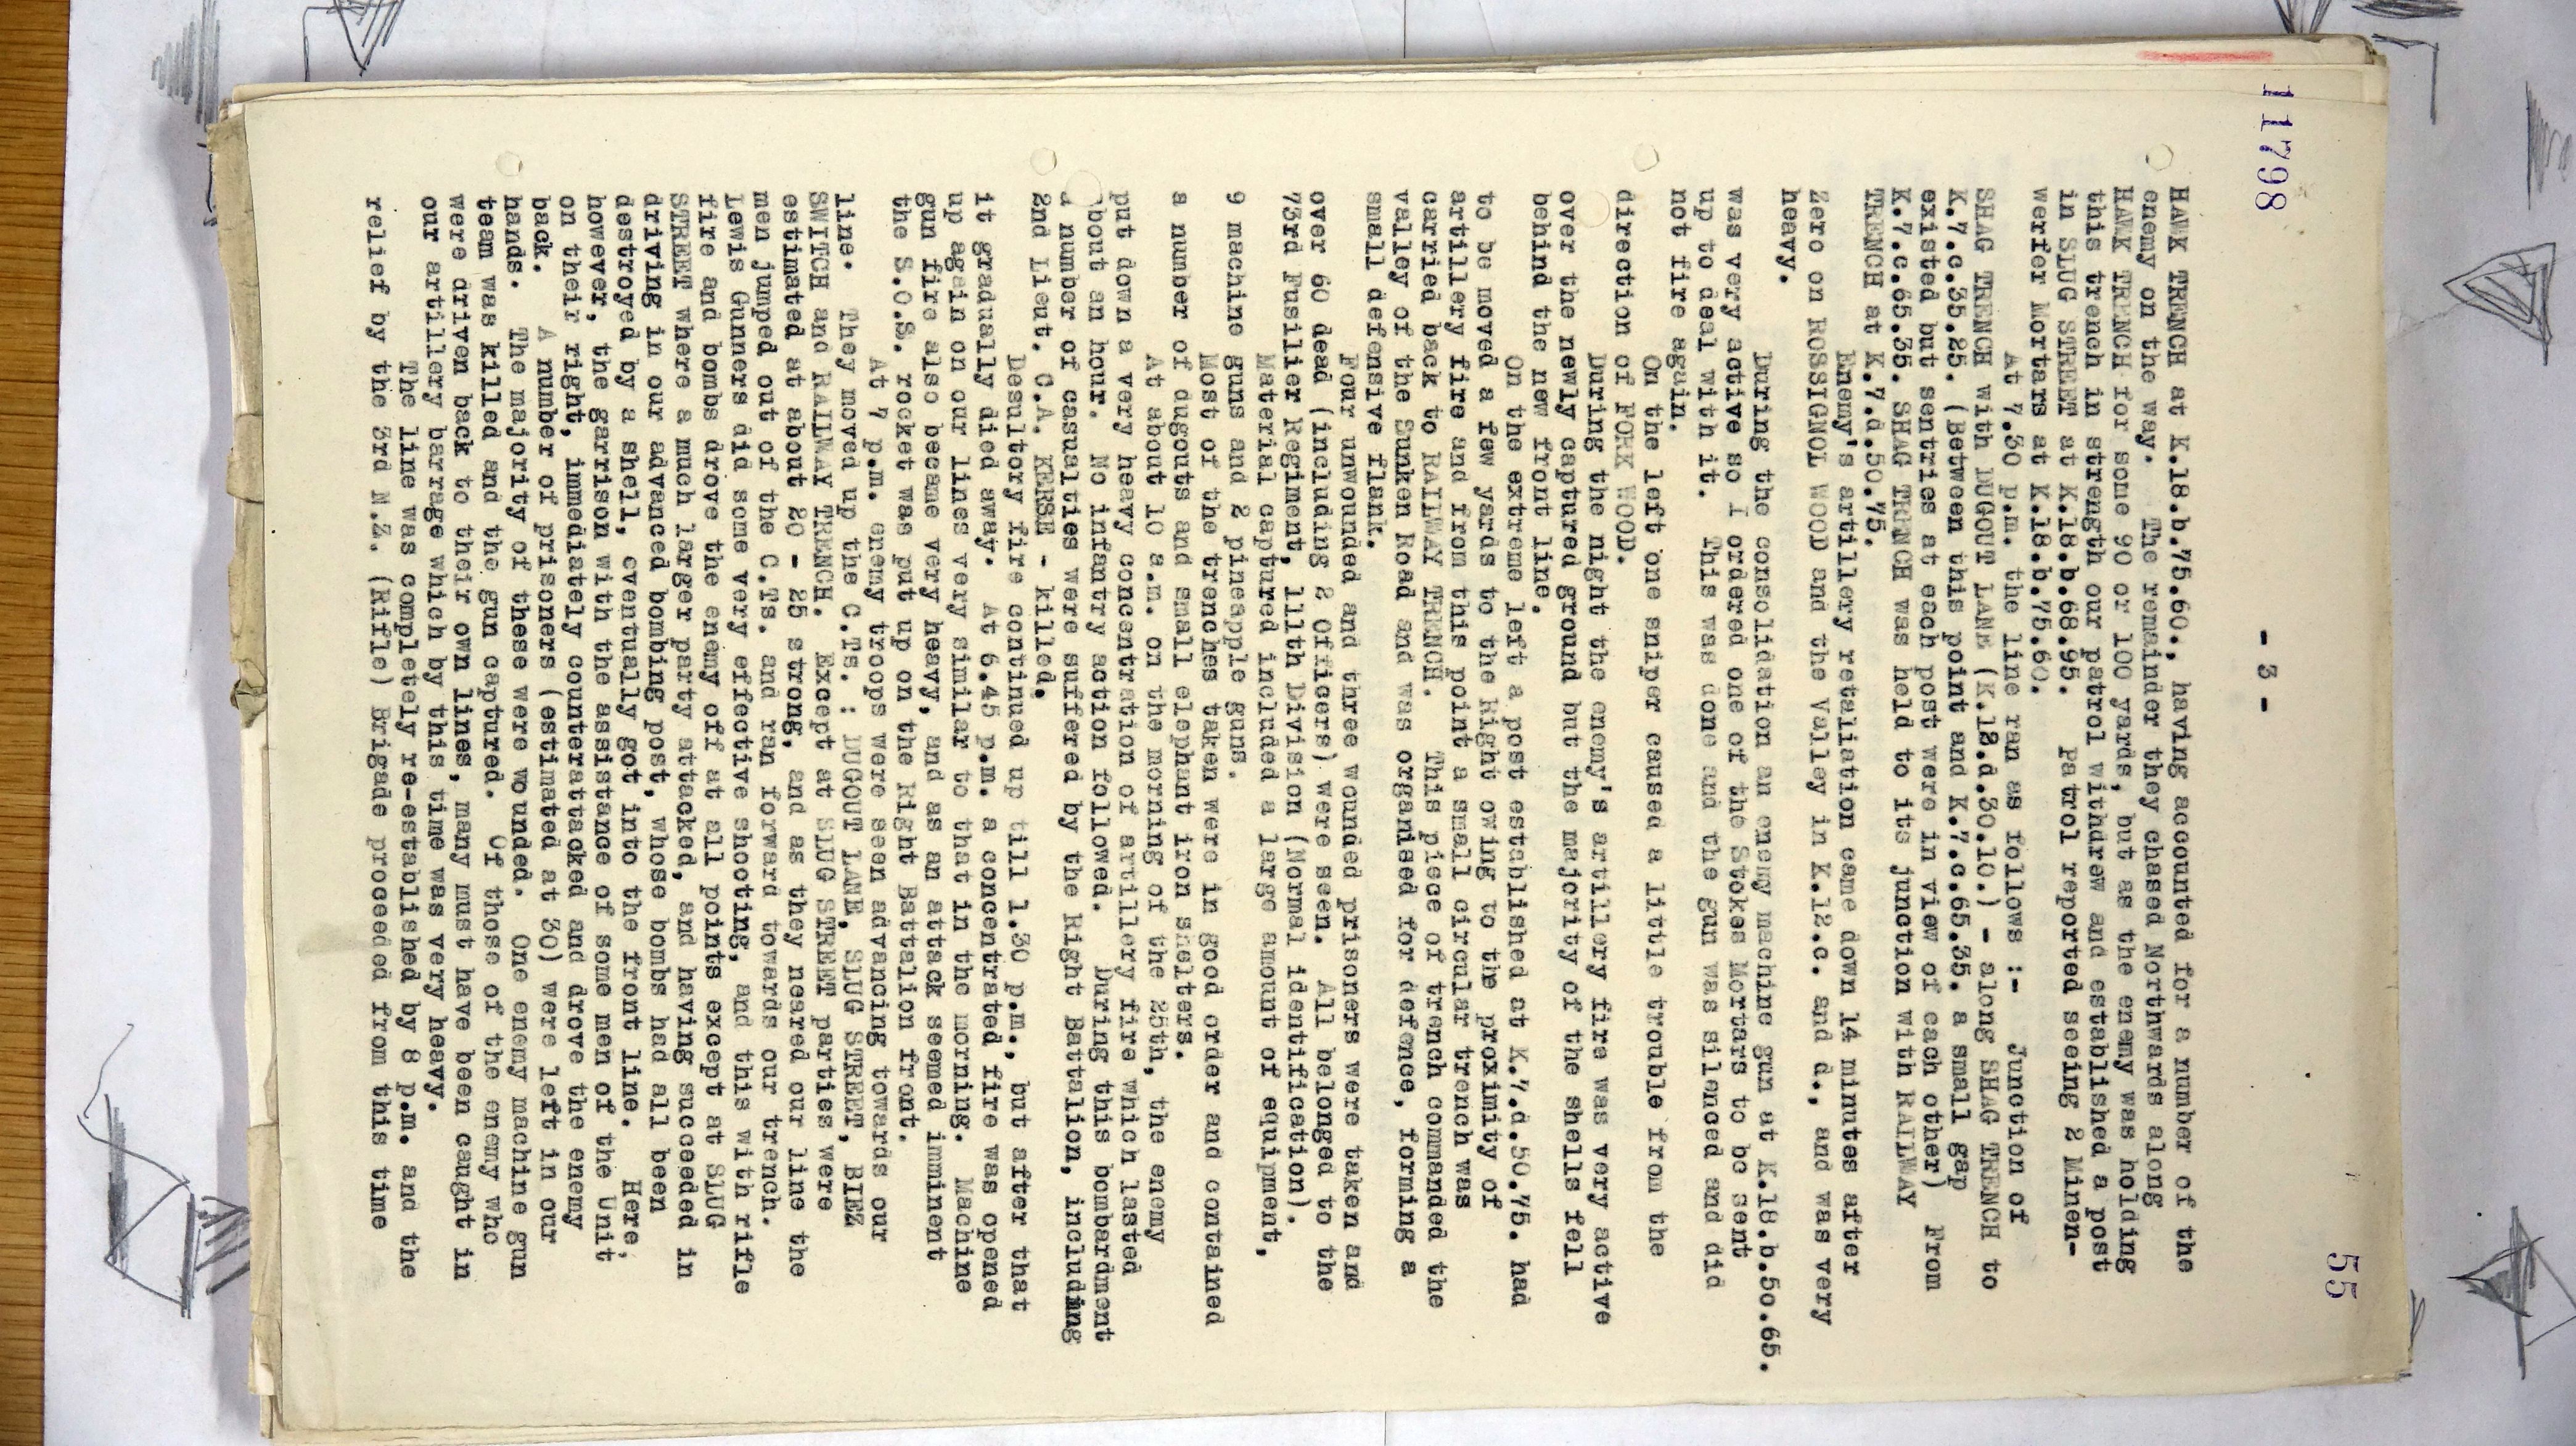 11798
55
- 3 -
HAWK TRENCH at K.18.b.75.60., having accounted for a number of the
enemy on the way. The remainder they chased Northwards along
HAWK TRENCH for some 90 or 100 yards, but as the enemy was holding
this trench in strength our patrol withdrew and established a post
in SLUG STREET at K.18.b.68.95. Patrol reported seeing 2 Minen-
werfer Mortars at K.18.b.75.60.
At 7.30 p.m. the line ran as follows :- Junction of
SHAG TRENCH with DUGOUT LANE (K.12.d.30.10.) - along SHAG TRENCH to
K.7.c.35.25. (Between this point and K.7.c.65.35. a small gap
existed but sentries at each post were in view of each other) From
K.7.c.65.35. SHAG TRENCH was held to its junction with RAILWAY
TRENCH at K.7.d.50.75.
Enemy's artillery retaliation came down 14 minutes after
Zero on ROSSIGNOL WOOD and the Valley in K.12.c. and d., and was very
heavy.
During the consolidation an enemy machine gun at K.18.b.50.65.
was very active so I ordered one of the Stokes Mortars to be sent
up to deal with it. This was done and the gun was silenced and did
not fire again.
On the left one sniper caused a little trouble from the
direction of FORK WOOD.
During the night the enemy's artillery fire was very active
over the newly captured ground but the majority of the shells fell
behind the new front line.
On the extreme left a post established at K.7.d.50.75. had
to be moved a few yards to the Right owing to the proximity of
artillery fire and from this point a small circular trench was
carried back to RAILWAY TRENCH. This piece of trench commanded the
valley of the Sunken Road and was organised for defence, forming a
small defensive flank.
Four unwounded and three wounded prisoners were taken and
over 60 dead (including 2 Officers) were seen. All belonged to the
73rd Fusilier Regiment, 111th Division (Normal identification).
Material captured included a large amount of equipment,
9 machine guns and 2 pineapple guns.
Most of the trenches taken were in good order and contained
a number of dugouts and small elephant iron shelters.
At about 10 a.m. on the morning of the 25th, the enemy
put down a very heavy concentration of artillery fire which lasted
about an hour. No infantry action followed. During this bombardment
a number of casualties were suffered by the Right Battalion, including
2nd Lieut. C.A. KERSE - killed.
Desultory fire continued up till 1.30 p.m., but after that
it gradually died away. At 6.45 p.m. a concentrated fire was opened
up again on our lines very similar to that in the morning. Machine
gun fire also became very heavy, and as an attack seemed imminent
the S.O.S. rocket was put up on the Right Battalion front.
At 7 p.m. enemy troops were seen advancing towards our
line. They moved up the C.Ts. : DUGOUT LANE, SLUG STREET, BIEZ
SWITCH and RAILWAY TRENCH. Except at SLUG STREET parties were
estimated at about 20 - 25 strong, and as they neared our line the
men jumped out of the C.Ts. and ran forward towards our trench.
Lewis Gunners did some very effective shooting, and this with rifle
fire and bombs drove the enemy off at all points except at SLUG
STREET where a much larger party attacked, and having succeeded in
driving in our advanced bombing post, whose bombs had all been
destroyed by a shell, eventually got into the front line. Here,
however, the garrison with the assistance of some men of the Unit
on their right, immediately counterattacked and drove the enemy
back. A number of prisoners (estimated at 30) were left in our
hands. The majority of these were wounded. One enemy machine gun
team was killed and the gun captured. Of those of the enemy who
were driven back to their own lines, many must have been caught in
our artillery barrage which by this time was very heavy.
The line was completely re-established by 8 p.m. and the
relief by the 3rd N.Z. (Rifle) Brigade proceeded from this time